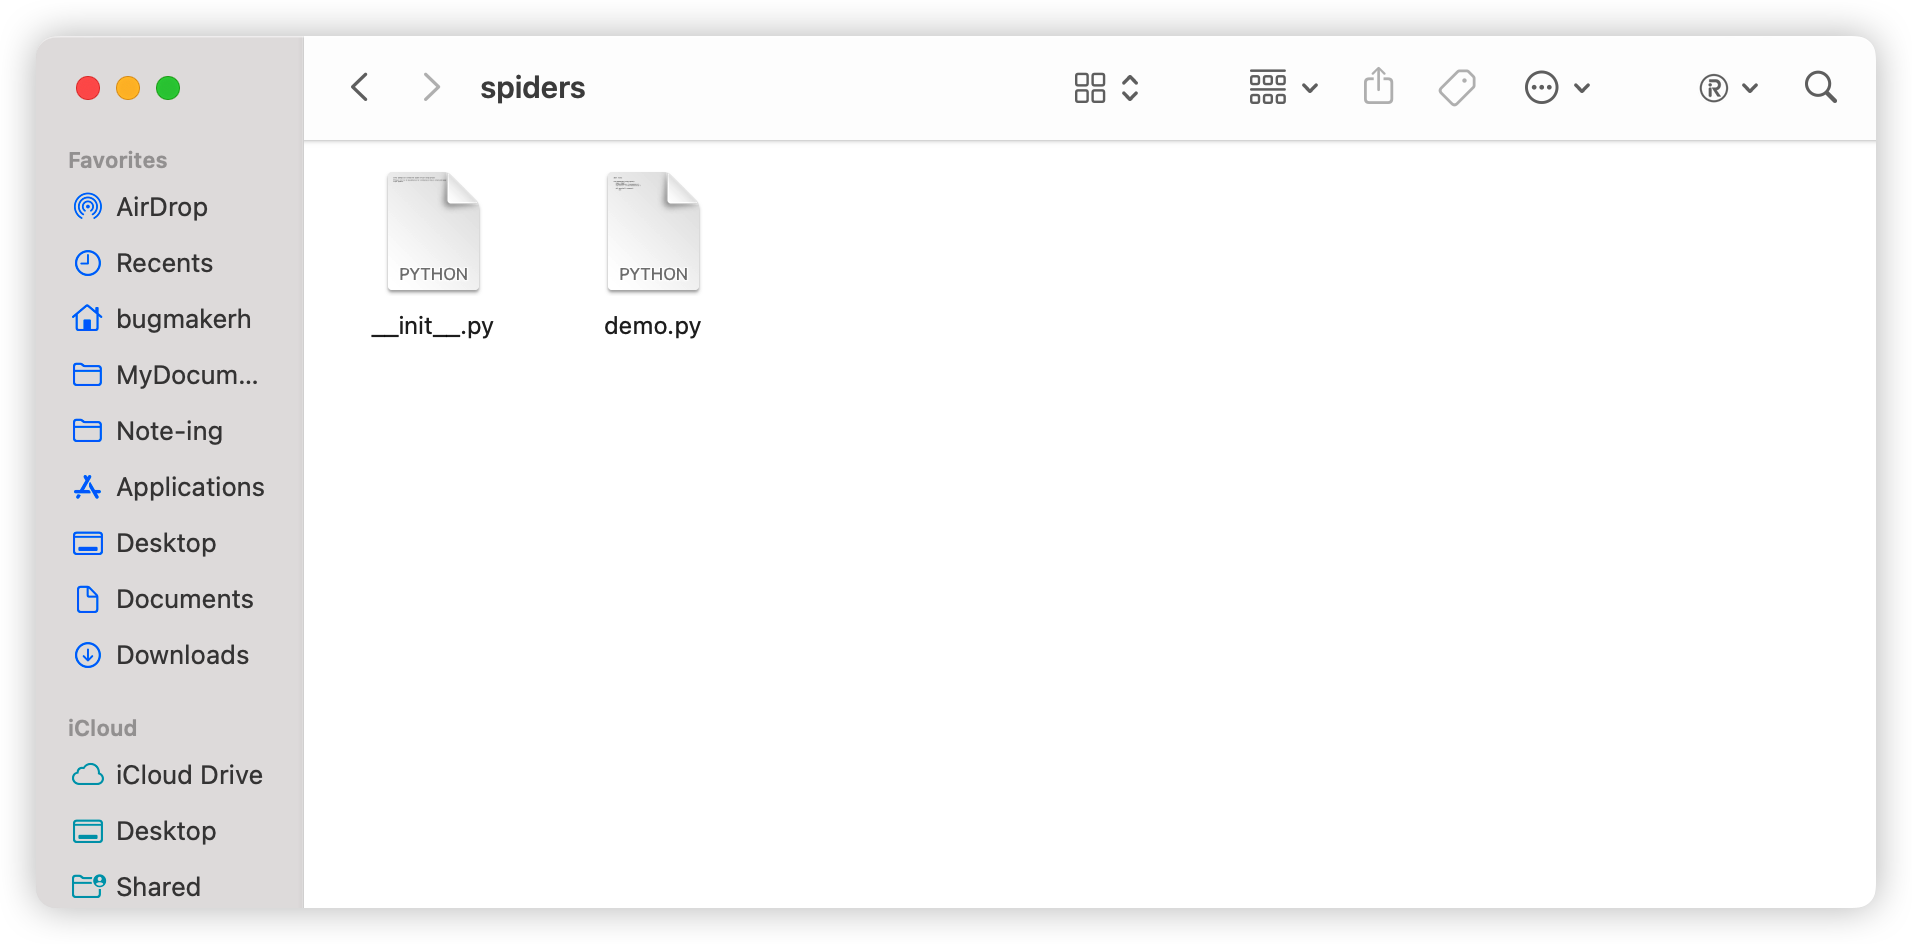 spiders
Favorites
AirDrop
Recents
bugmakerh
MyDocum...
Note-ing
Applications
Desktop
Documents
Downloads
iCloud
iCloud Drive
Desktop
Shared
PYTHON
__init__.py
PYTHON
demo.py